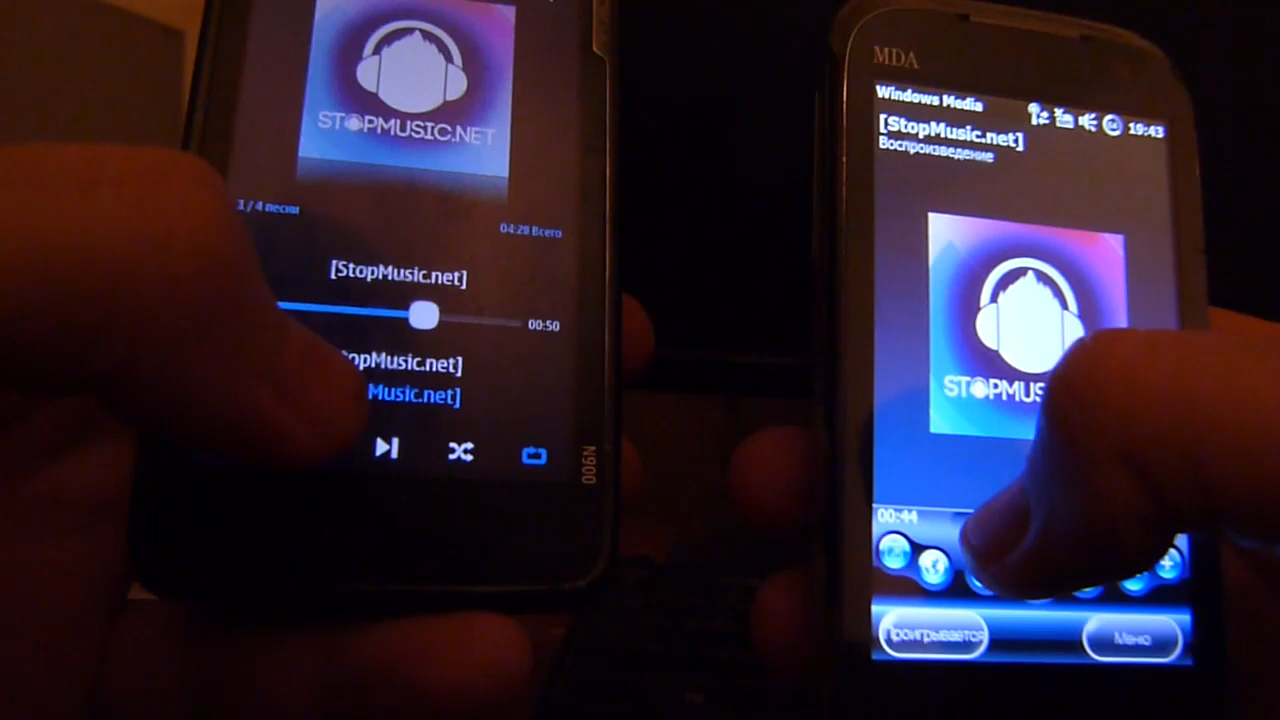 STOPMUSIC.NET
1 / 4 песни
04:28 Всего
[StopMusic.net]
00:50
opMusic.net]
Music.net]
N900
MDA
Windows Media
19:43
[StopMusic.net]
Воспроизведение
STOPMUS
00:44
Проигрывается
Меню